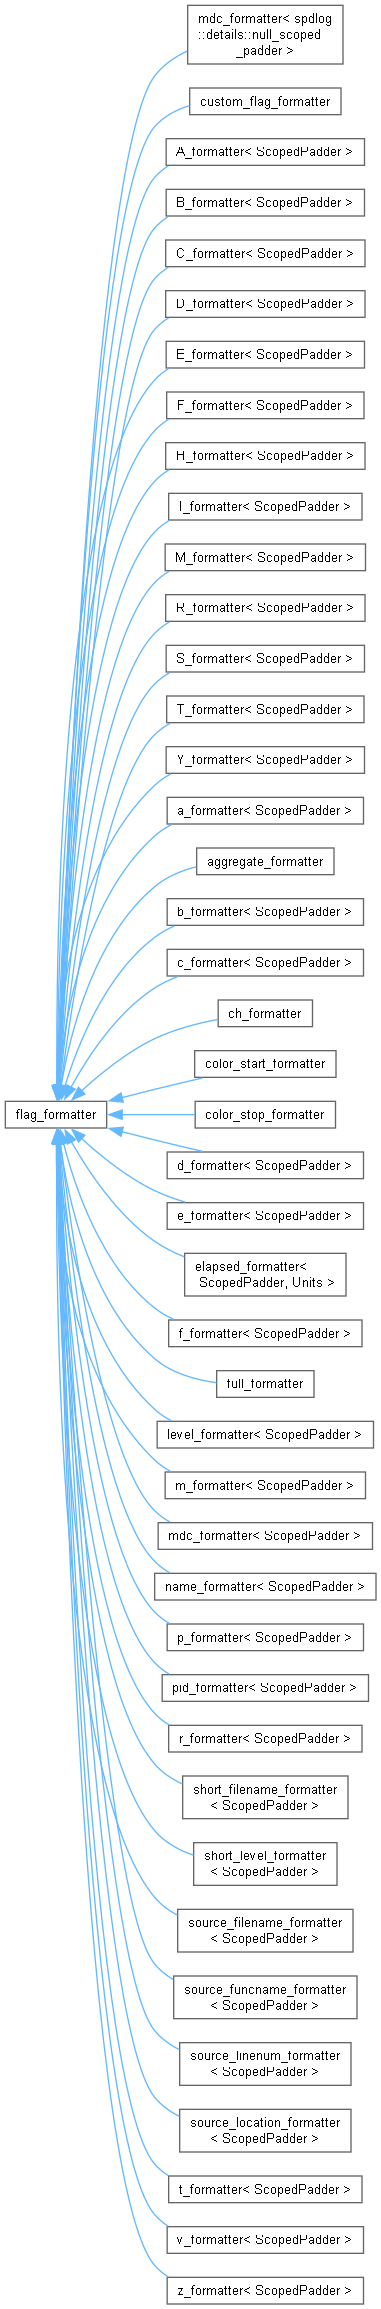 mdc_formatter< spdlog
::details::null_scoped
_padder >
custom_flag_formatter
A_formatter< ScopedPadder >
B_formatter< ScopedPadder >
C_formatter< ScopedPadder >
D_formatter< ScopedPadder >
E_formatter< ScopedPadder >
F_formatter< ScopedPadder >
H_formatter< ScopedPadder >
I_formatter< ScopedPadder >
M_formatter< ScopedPadder >
R_formatter< ScopedPadder >
S_formatter< ScopedPadder >
T_formatter< ScopedPadder >
Y_formatter< ScopedPadder >
a_formatter< ScopedPadder >
aggregate_formatter
b_formatter< ScopedPadder >
c_formatter< ScopedPadder >
ch_formatter
color_start_formatter
flag_formatter
color_stop_formatter
d_formatter< ScopedPadder >
e_formatter< ScopedPadder >
elapsed_formatter<
ScopedPadder, Units >
f_formatter< ScopedPadder >
full_formatter
level_formatter< ScopedPadder >
m_formatter< ScopedPadder >
mdc_formatter< ScopedPadder >
name_formatter< ScopedPadder >
p_formatter< ScopedPadder >
pid_formatter< ScopedPadder >
r_formatter< ScopedPadder >
short_filename_formatter
< ScopedPadder >
short_level_formatter
< ScopedPadder >
source_filename_formatter
< ScopedPadder >
source_funcname_formatter
< ScopedPadder >
source_linenum_formatter
< ScopedPadder >
source_location_formatter
< ScopedPadder >
t_formatter< ScopedPadder >
v_formatter< ScopedPadder >
z_formatter< ScopedPadder >